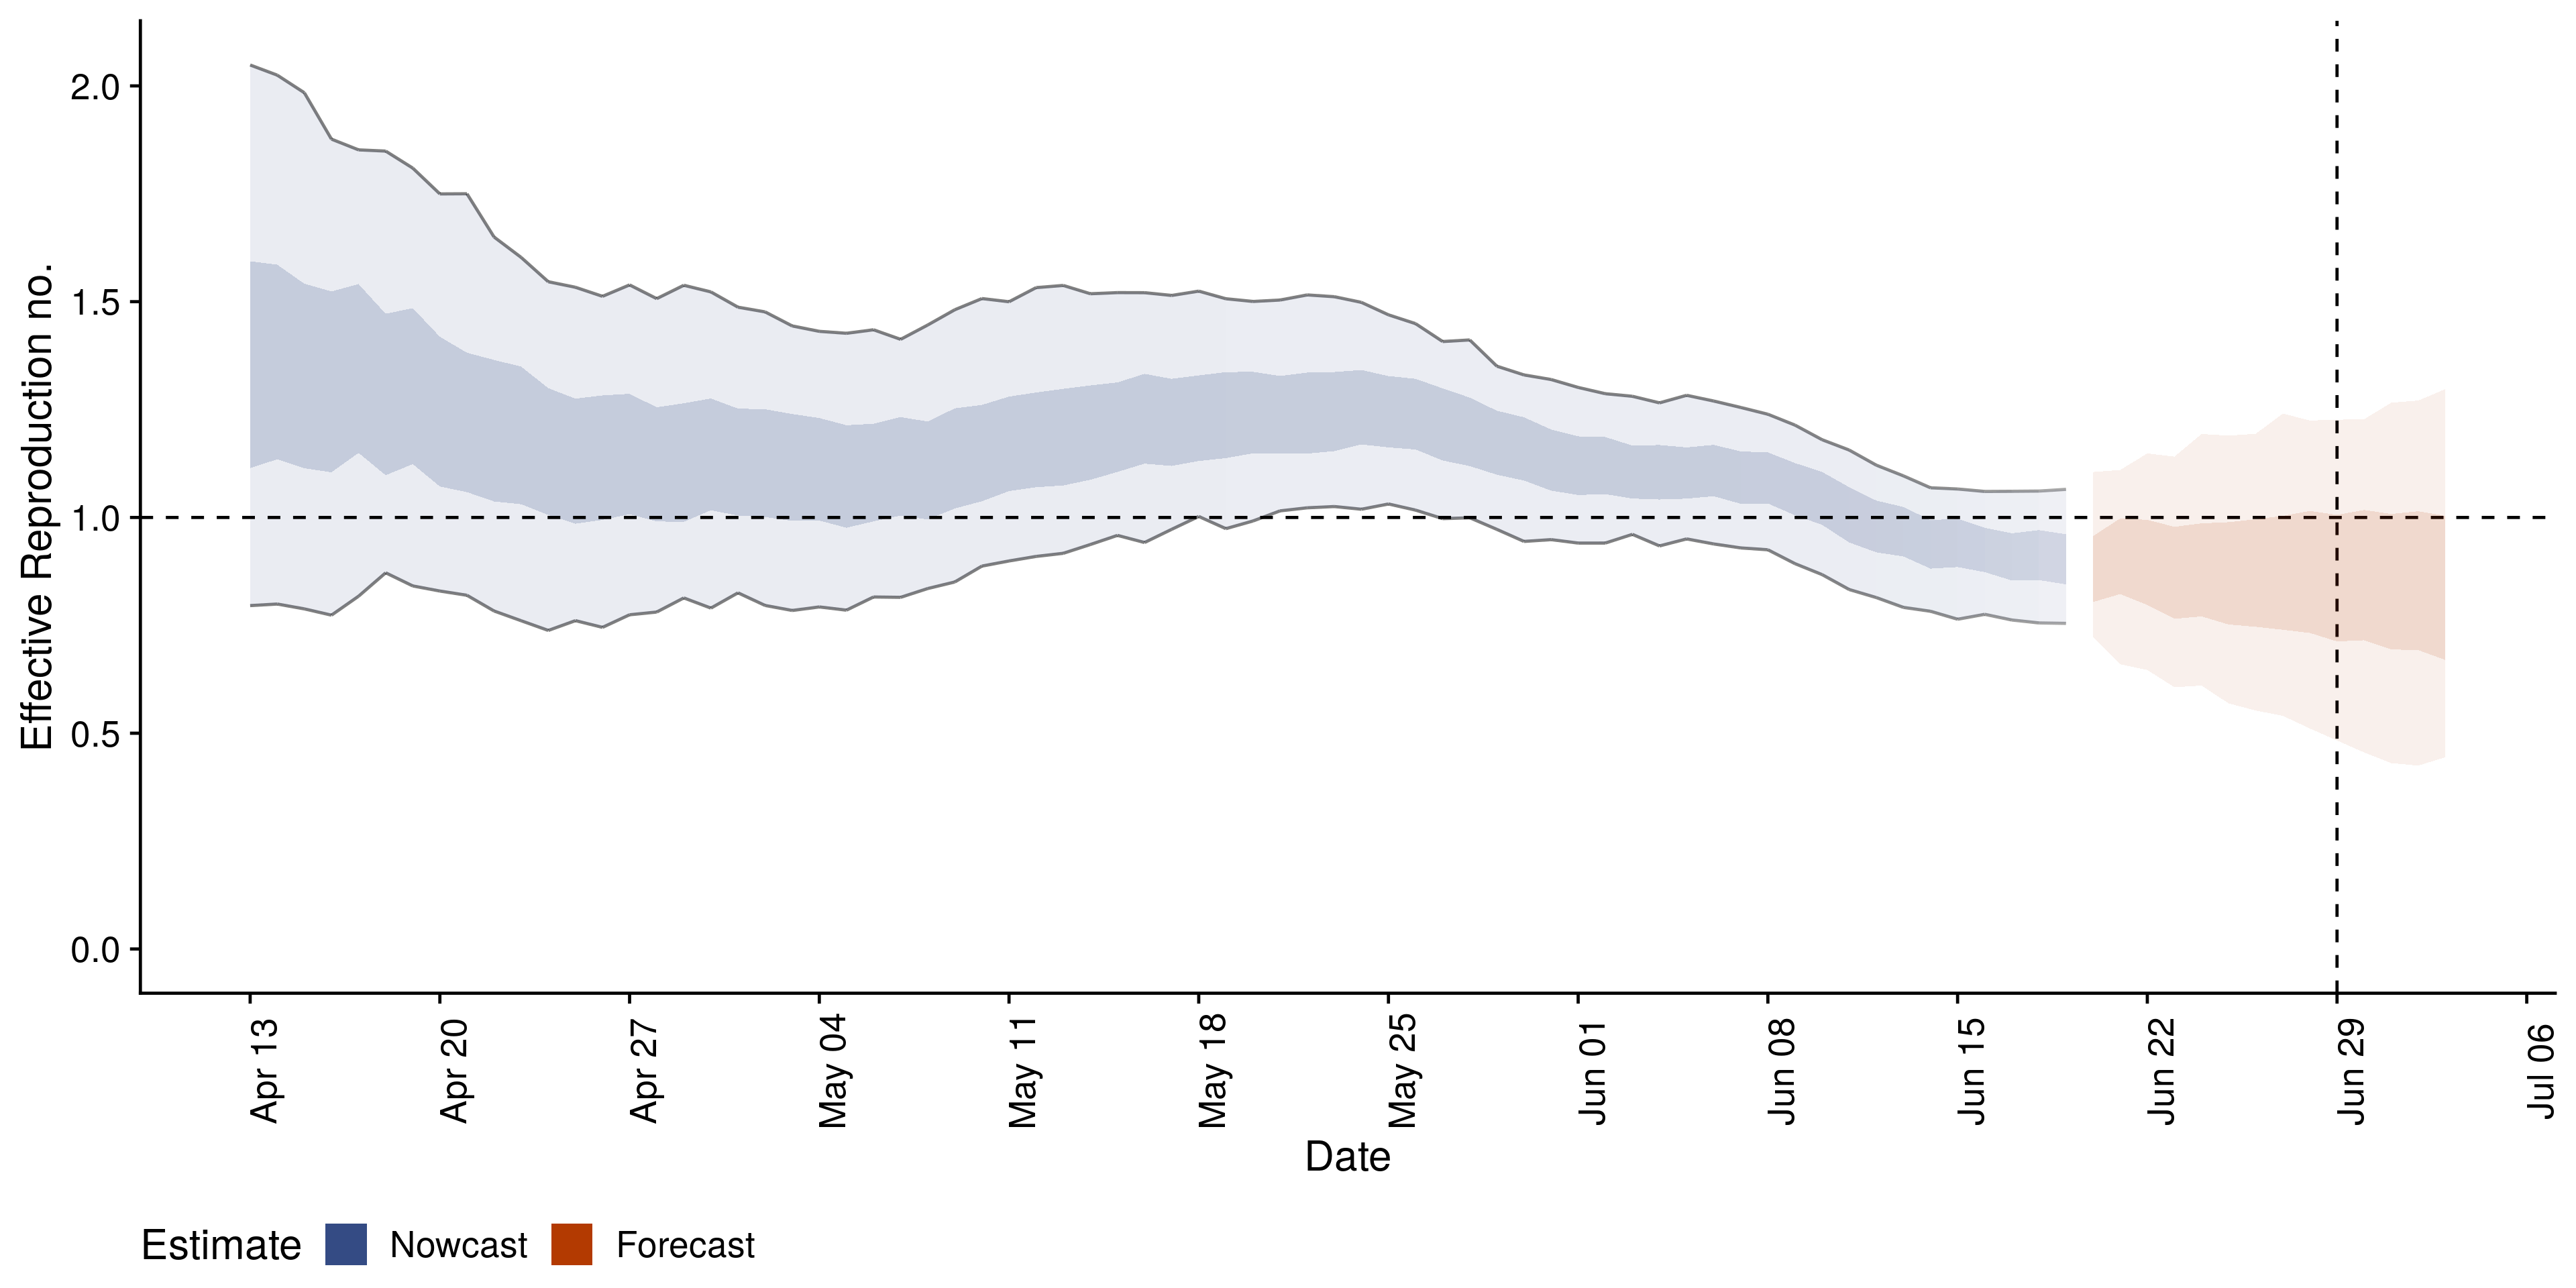 Effective Reproduction no.
2.0
1.5
1.0
0.5
0.0
Apr 13
Apr 20
Apr 27
May 04
May 11
May 18
May 25
Jun 01
Jun 08
Jun 15
Jun 22
Jun 29
Jul 06
Date
Estimate Nowcast Forecast